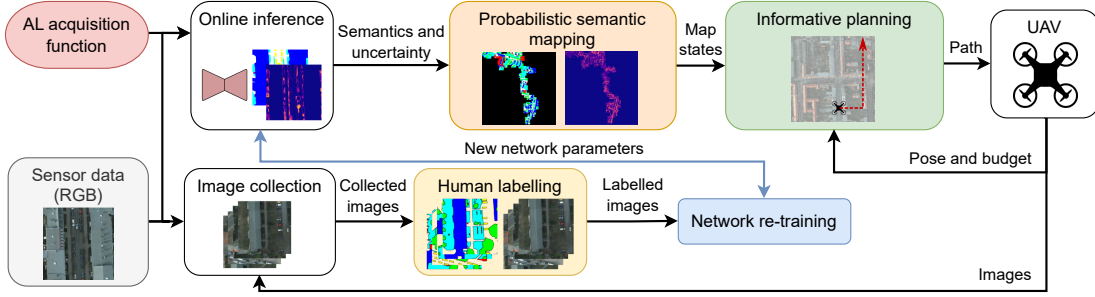 AL acquisition
function
Online inference
Semantics and
uncertainty
Probabilistic semantic
mapping
Map
states
Informative planning
Path
UAV
New network parameters
Pose and budget
Sensor data
(RGB)
Image collection
Collected
images
Human labelling
Labelled
images
Network re-training
Images